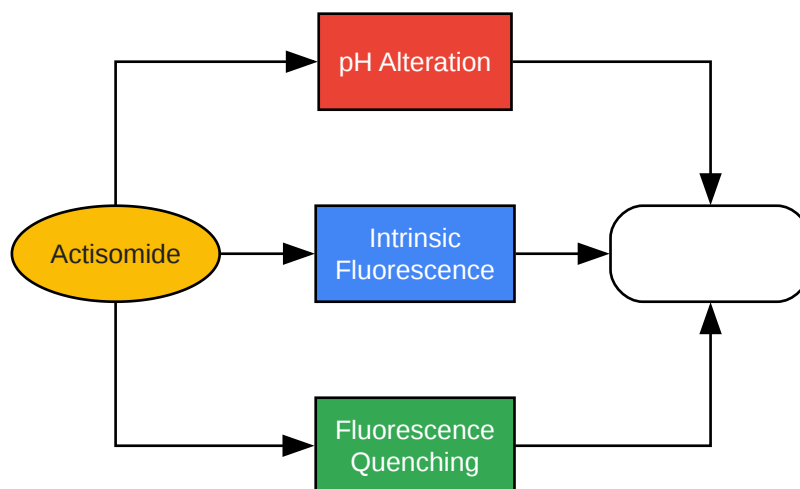 pH Alteration
Actisomide
Intrinsic
Fluorescence
Fluorescence
Quenching